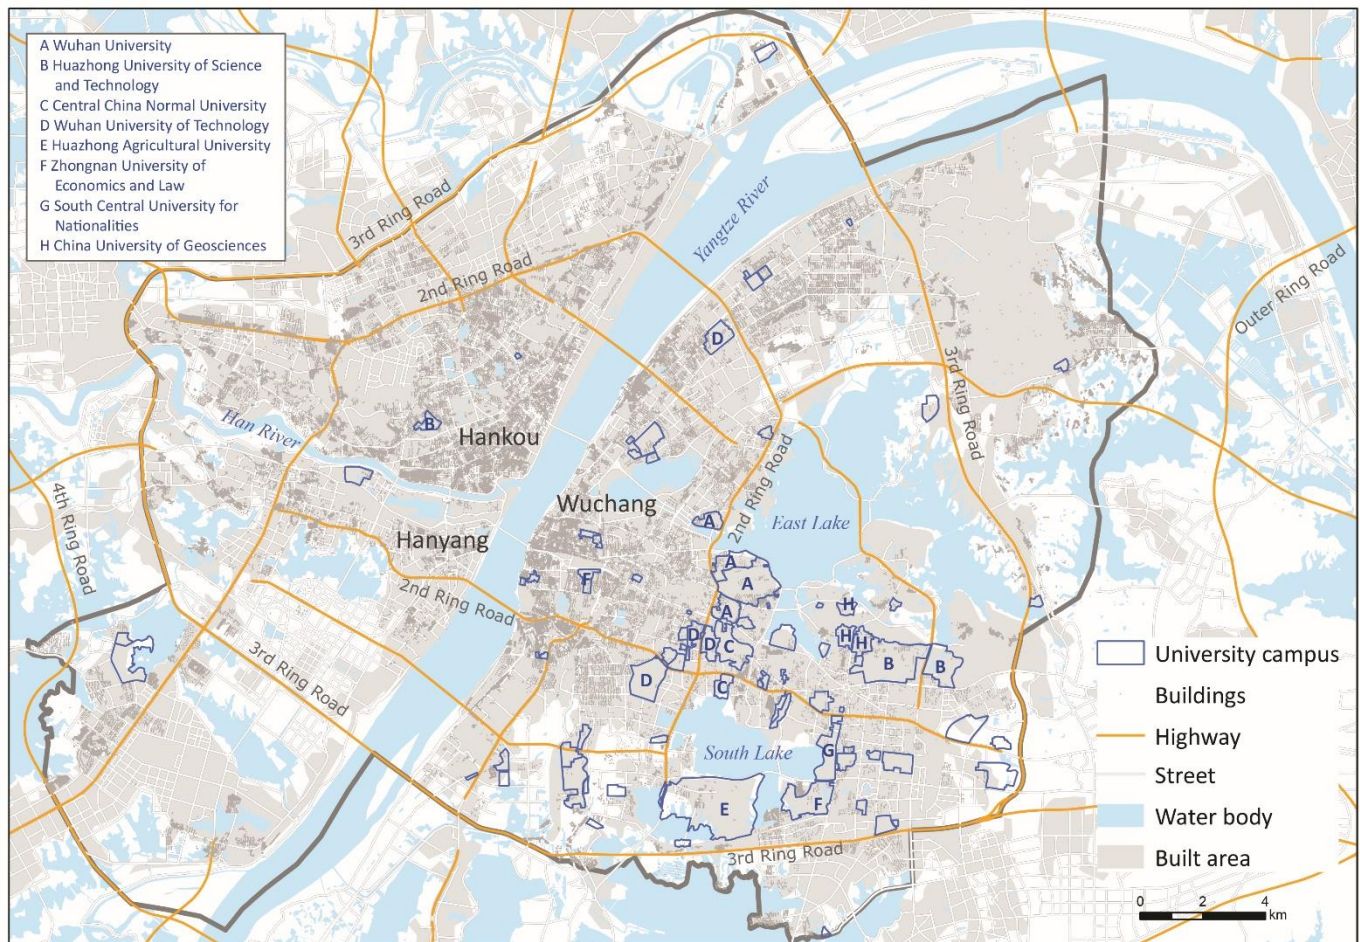 A Wuhan University
B Huazhong University of Science
and Technology
C Central China Normal University
D Wuhan University of Technology
E Huazhong Agricultural University
F Zhongnan University of
Economics and Law
G South Central University for
Nationalities
H China University of Geosciences
3rd Ring Road
2nd Ring Road
Yangtze River
Outer Ring Road
D
3rd Ring Road
Han River
B
Hankou
4th Ring Road
Wuchang
A
2nd Ring Road
East Lake
Hanyang
2nd Ring Road
F
A
A
A
H
D
D
C
H
H
B
B
D
C
3rd Ring Road
South Lake
G
E
F
3rd Ring Road
University campus
Buildings
Highway
Street
Water body
Built area
0 2 4
km